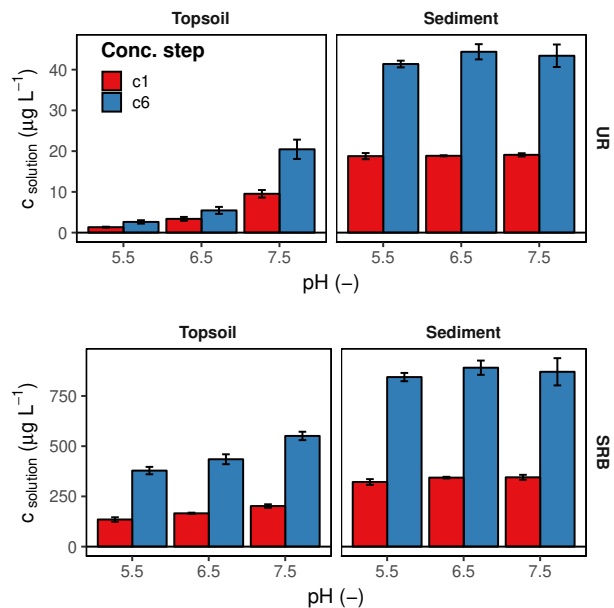 Topsoil Sediment
Conc. step
c1
c6
40
30
20
10
0
c solution (µg L⁻¹)
UR
5.5 6.5 7.5 5.5 6.5 7.5
pH (−)
Topsoil Sediment
750
500
250
0
c solution (µg L⁻¹)
SRB
5.5 6.5 7.5 5.5 6.5 7.5
pH (−)